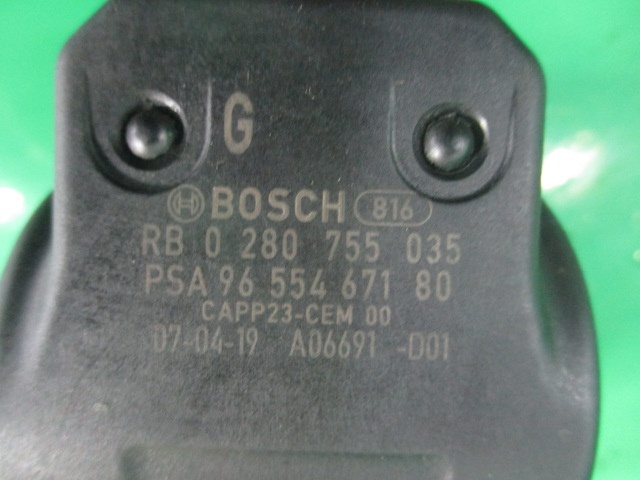 G
BOSCH 816
RB 0 280 755 035
PSA 96 554 671 80
CAPP23-CEM 00
07-04-19 A06691 -D01